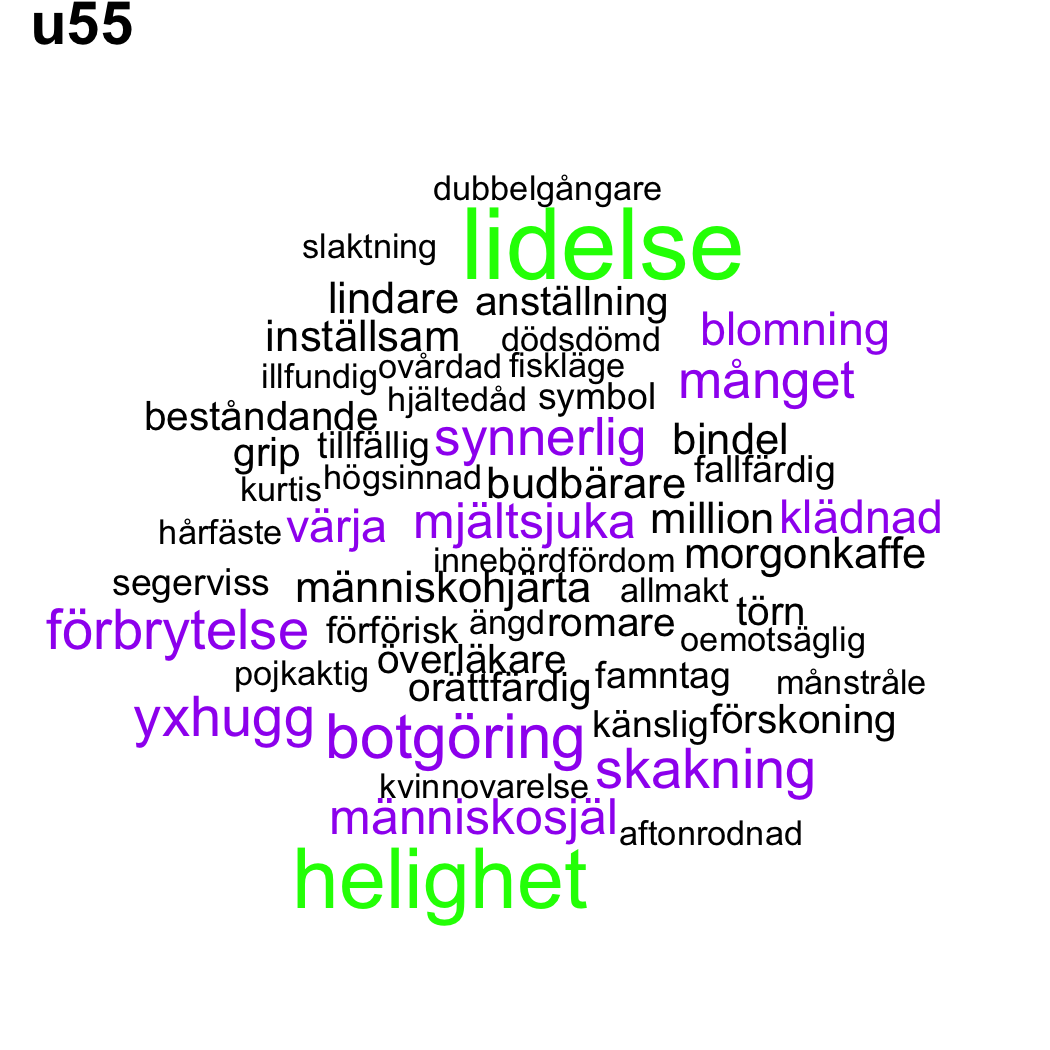 u55
dubbelgångare
slaktning lidelse
lindare anställning
inställsam dödsdömd blomning
illfundig ovårdad fiskläge månget
beståndande hjältedåd symbol
grip tillfällig synnerlig bindel
kurtis högsinnad budbärare fallfärdig
hårfäste värja mjältsjuka million klädnad
innebördfördom morgonkaffe
segerviss människohjärta allmakt törn
förbrytelse förförisk ängd romare oemotsäglig
pojkaktig överläkare famntag månstråle
orättfärdig
yxhugg botgöring känslig förskoning
skakning
kvinnovarelse
människosjäl aftonrodnad
helighet